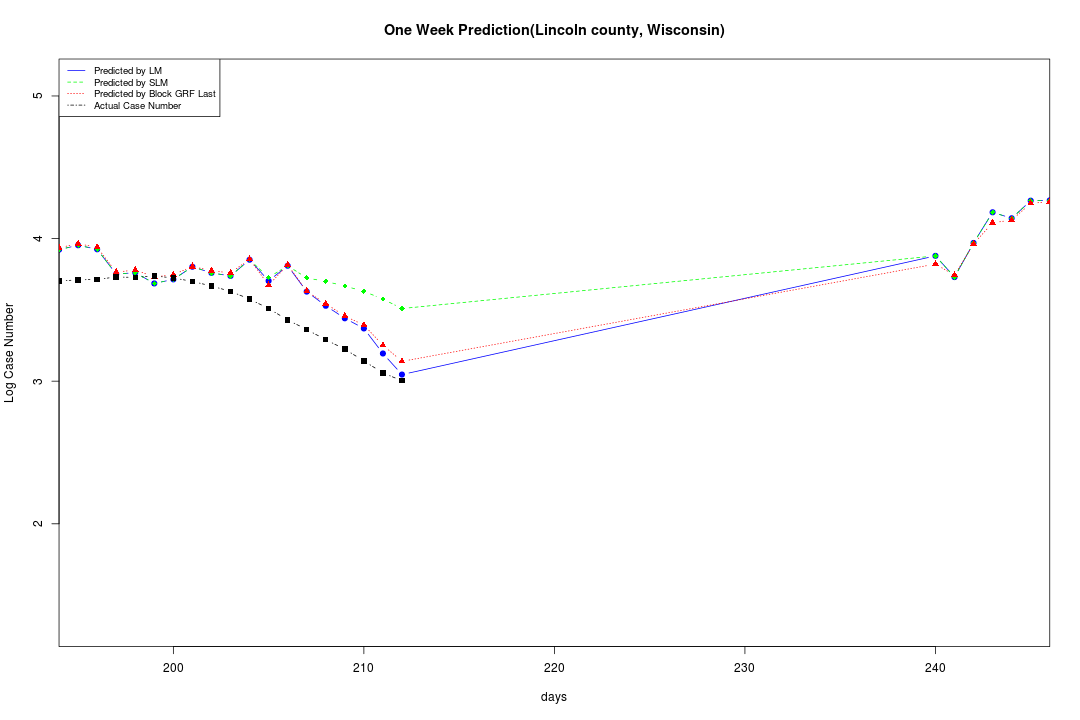 One Week Prediction(Lincoln county, Wisconsin)
Predicted by LM
Predicted by SLM
Predicted by Block GRF Last
Actual Case Number
Log Case Number
5
4
3
2
200
210
220
230
240
days